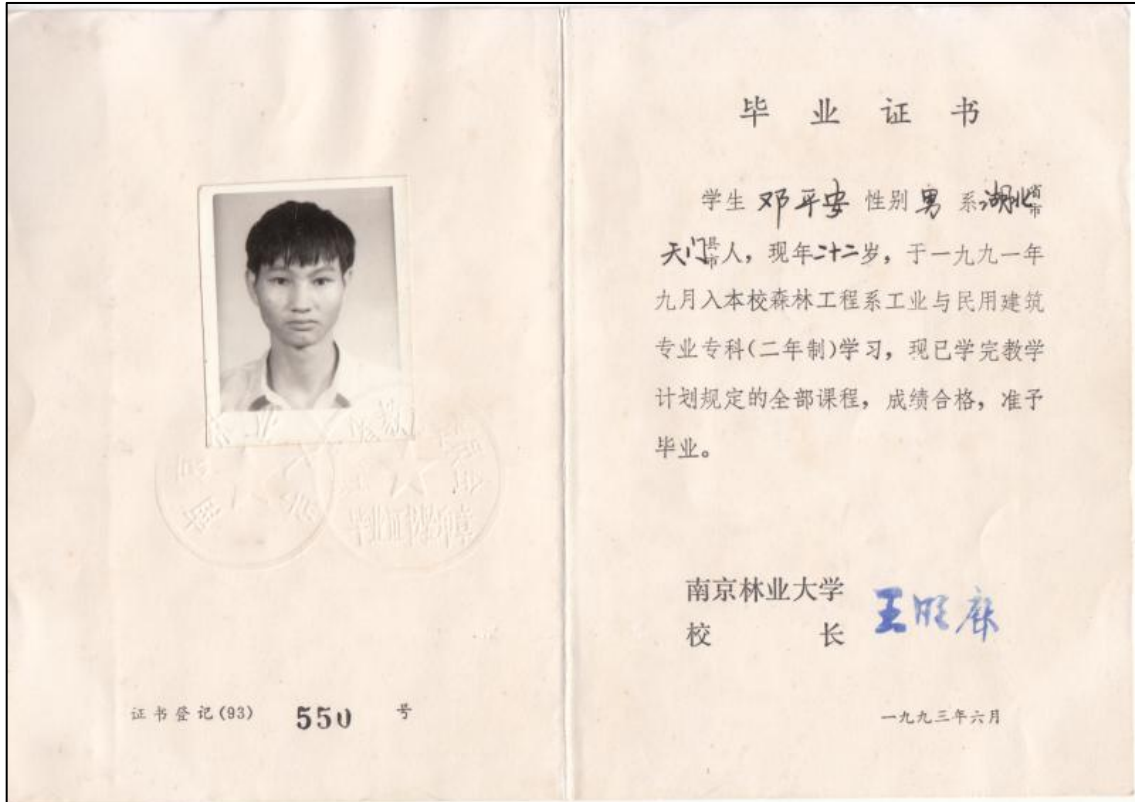 证书登记(93) 550 号
毕业证书
学生 邓平安 性别 男 系 湖北省市
天门县市人，现年二十二岁，于一九九一年
九月入本校森林工程系工业与民用建筑
专业专科(二年制)学习，现已学完教学
计划规定的全部课程，成绩合格，准予
毕业。
南京林业大学
校 长
一九九三年六月